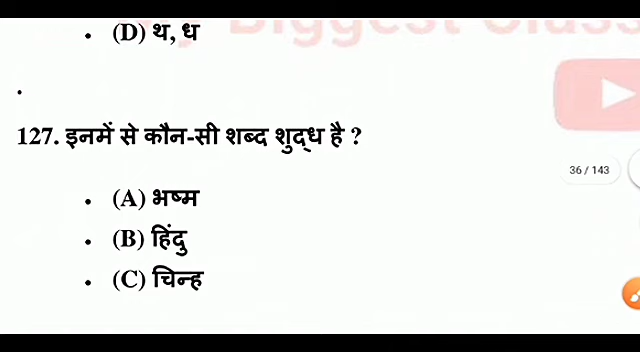 • (D) थ, ध
•
127. इनमें से कौन-सी शब्द शुद्ध है ?
36 / 143
• (A) भष्म
• (B) हिंदु
• (C) चिन्ह